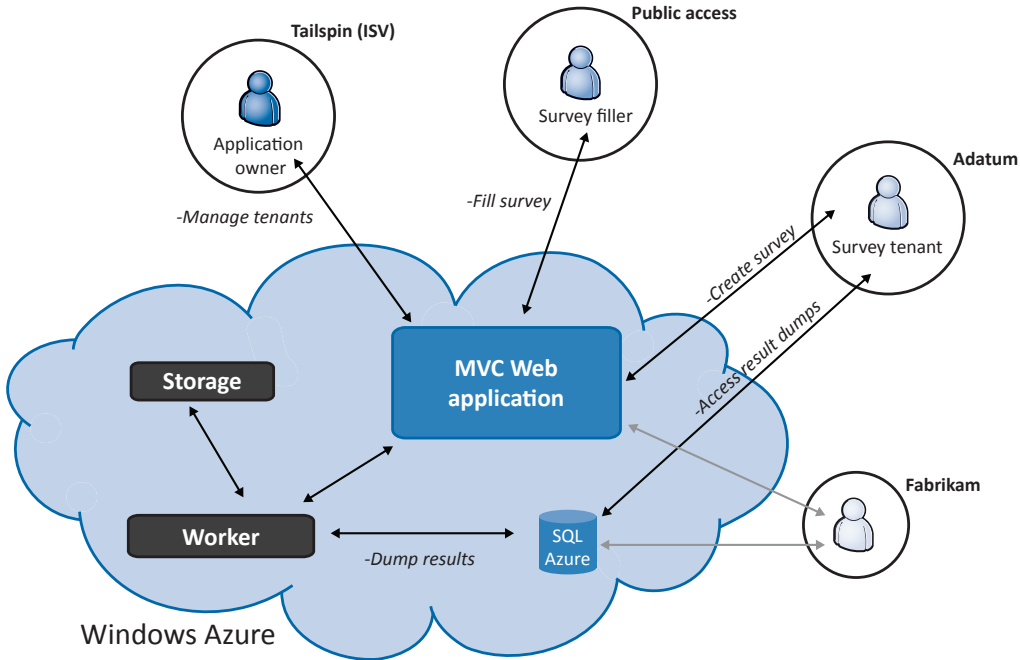 Tailspin (ISV)
Public access
Application
owner
Survey filler
Adatum
Survey tenant
-Manage tenants
-Fill survey
-Create survey
-Access result dumps
MVC Web
application
Storage
Fabrikam
Worker
-Dump results
SQL
Azure
Windows Azure